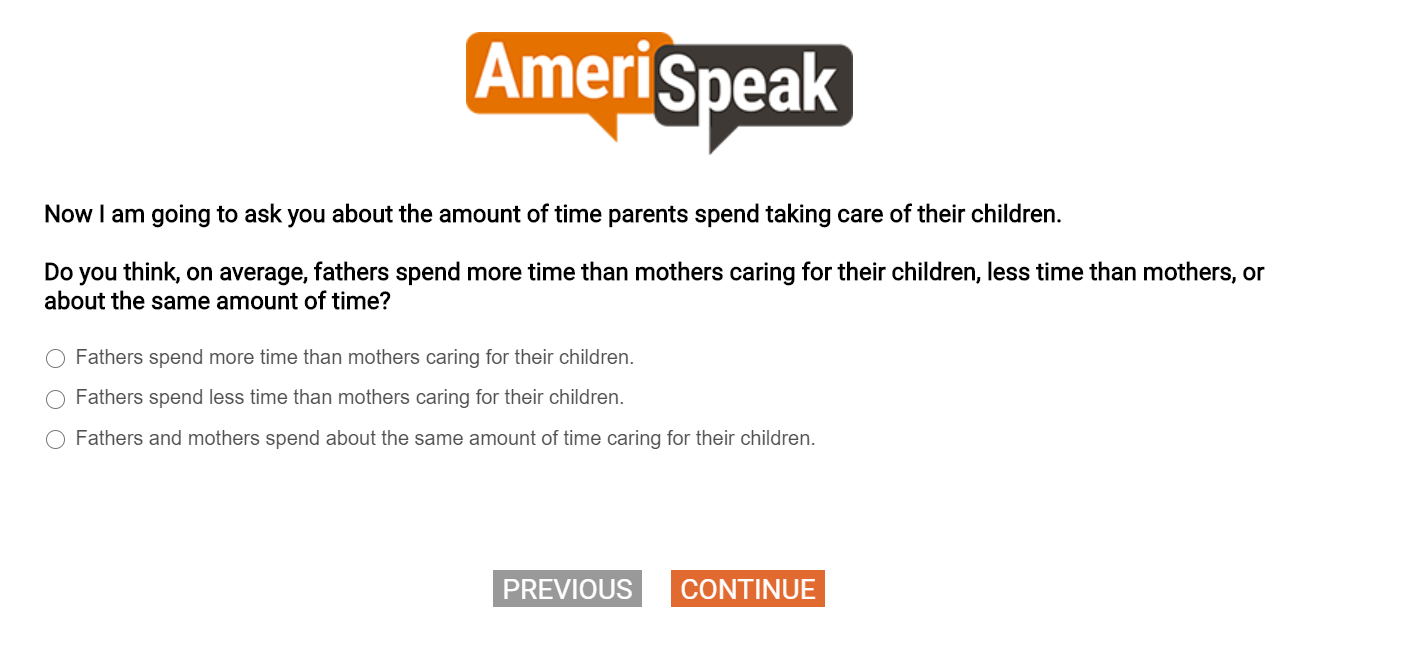 AmeriSpeak
Now I am going to ask you about the amount of time parents spend taking care of their children.
Do you think, on average, fathers spend more time than mothers caring for their children, less time than mothers, or
about the same amount of time?
Fathers spend more time than mothers caring for their children.
Fathers spend less time than mothers caring for their children.
Fathers and mothers spend about the same amount of time caring for their children.
PREVIOUS CONTINUE